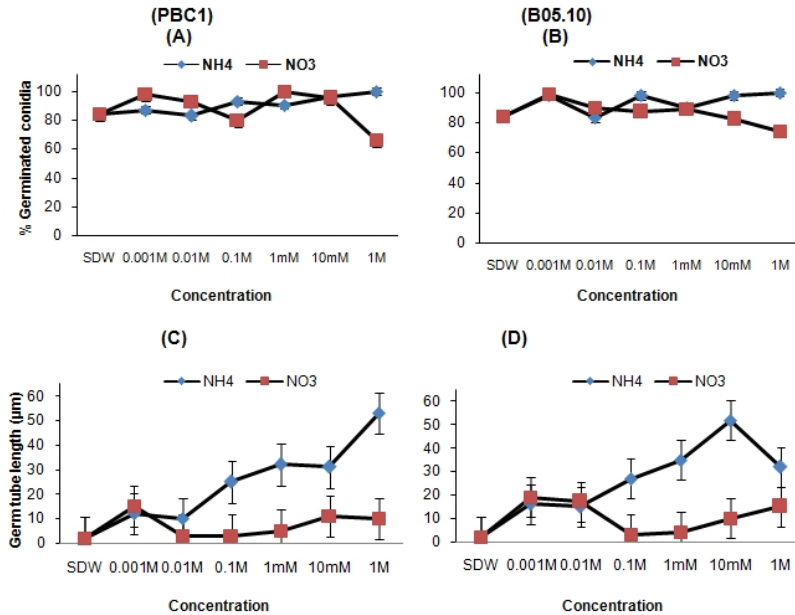 (PBC1)
(A)
NH4 NO3
% Germinated conidia
100
80
60
40
20
0
SDW 0.001M 0.01M 0.1M 1mM 10mM 1M
Concentration
(B05.10)
(B)
NH4 NO3
100
80
60
40
20
0
SDW 0.001M 0.01M 0.1M 1mM 10mM 1M
Concentration
(C)
NH4 NO3
Germ tube length (µm)
60
50
40
30
20
10
0
SDW 0.001M 0.01M 0.1M 1mM 10mM 1M
Concentration
(D)
NH4 NO3
60
50
40
30
20
10
0
SDW 0.001M 0.01M 0.1M 1mM 10mM 1M
Concentration